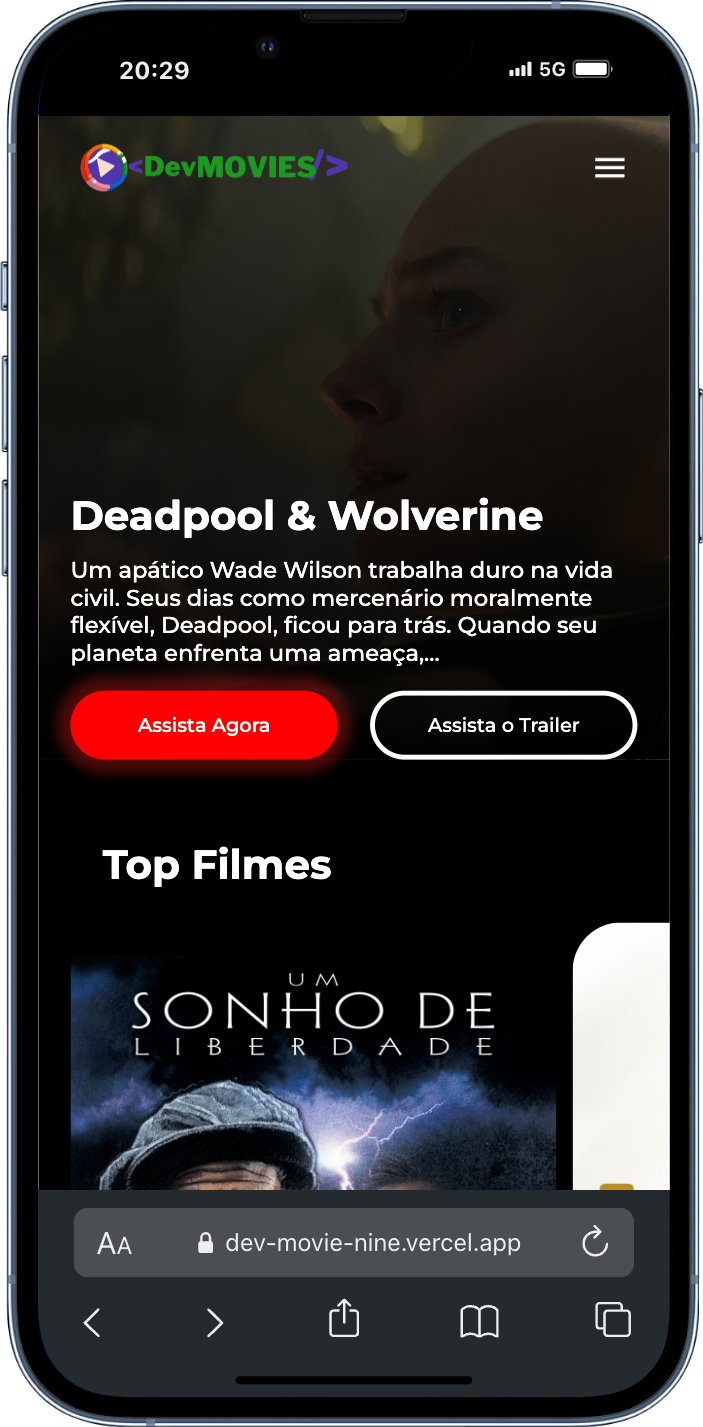 20:29
5G
<DevMOVIES/>
Deadpool & Wolverine
Um apático Wade Wilson trabalha duro na vida
civil. Seus dias como mercenário moralmente
flexível, Deadpool, ficou para trás. Quando seu
planeta enfrenta uma ameaça,...
Assista Agora
Assista o Trailer
Top Filmes
UM
SONHO DE
LIBERDADE
AA
dev-movie-nine.vercel.app